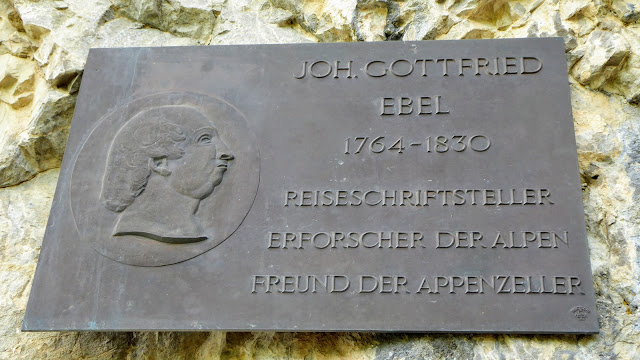 JOH. GOTTFRIED
EBEL
1764-1830
REISESCHRIFTSTELLER
ERFORSCHER DER ALPEN
FREUND DER APPENZELLER